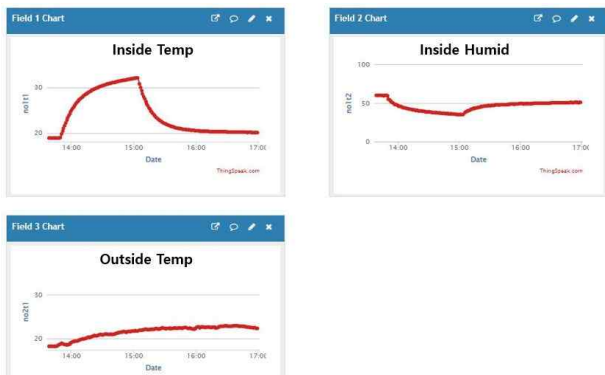 Field 1 Chart
Inside Temp
30
20
no1t1
14:00 15:00 16:00 17:00
Date
ThingSpeak.com
Field 2 Chart
Inside Humid
100
50
0
no1t2
14:00 15:00 16:00 17:0(
Date
ThingSpeak.com
Field 3 Chart
Outside Temp
30
20
no2t1
14:00 15:00 16:00 17:0(
Date